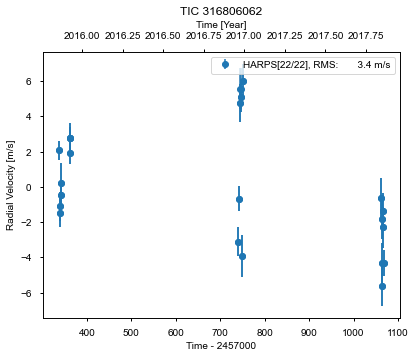 TIC 316806062
Time [Year]
2016.00 2016.25 2016.50 2016.75 2017.00 2017.25 2017.50 2017.75
HARPS[22/22], RMS: 3.4 m/s
Radial Velocity [m/s]
6
4
2
0
−2
−4
−6
400 500 600 700 800 900 1000 1100
Time - 2457000